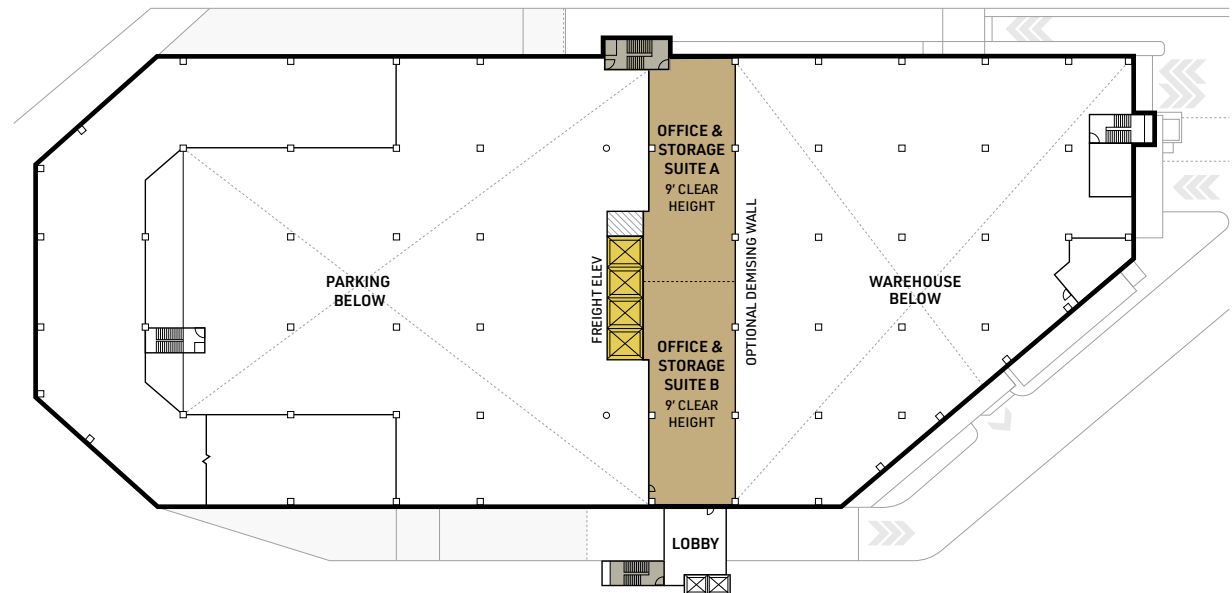 OFFICE &
STORAGE
SUITE A
9' CLEAR
HEIGHT
PARKING
BELOW
FREIGHT ELEV
OPTIONAL DEMISING WALL
WAREHOUSE
BELOW
OFFICE &
STORAGE
SUITE B
9' CLEAR
HEIGHT
LOBBY